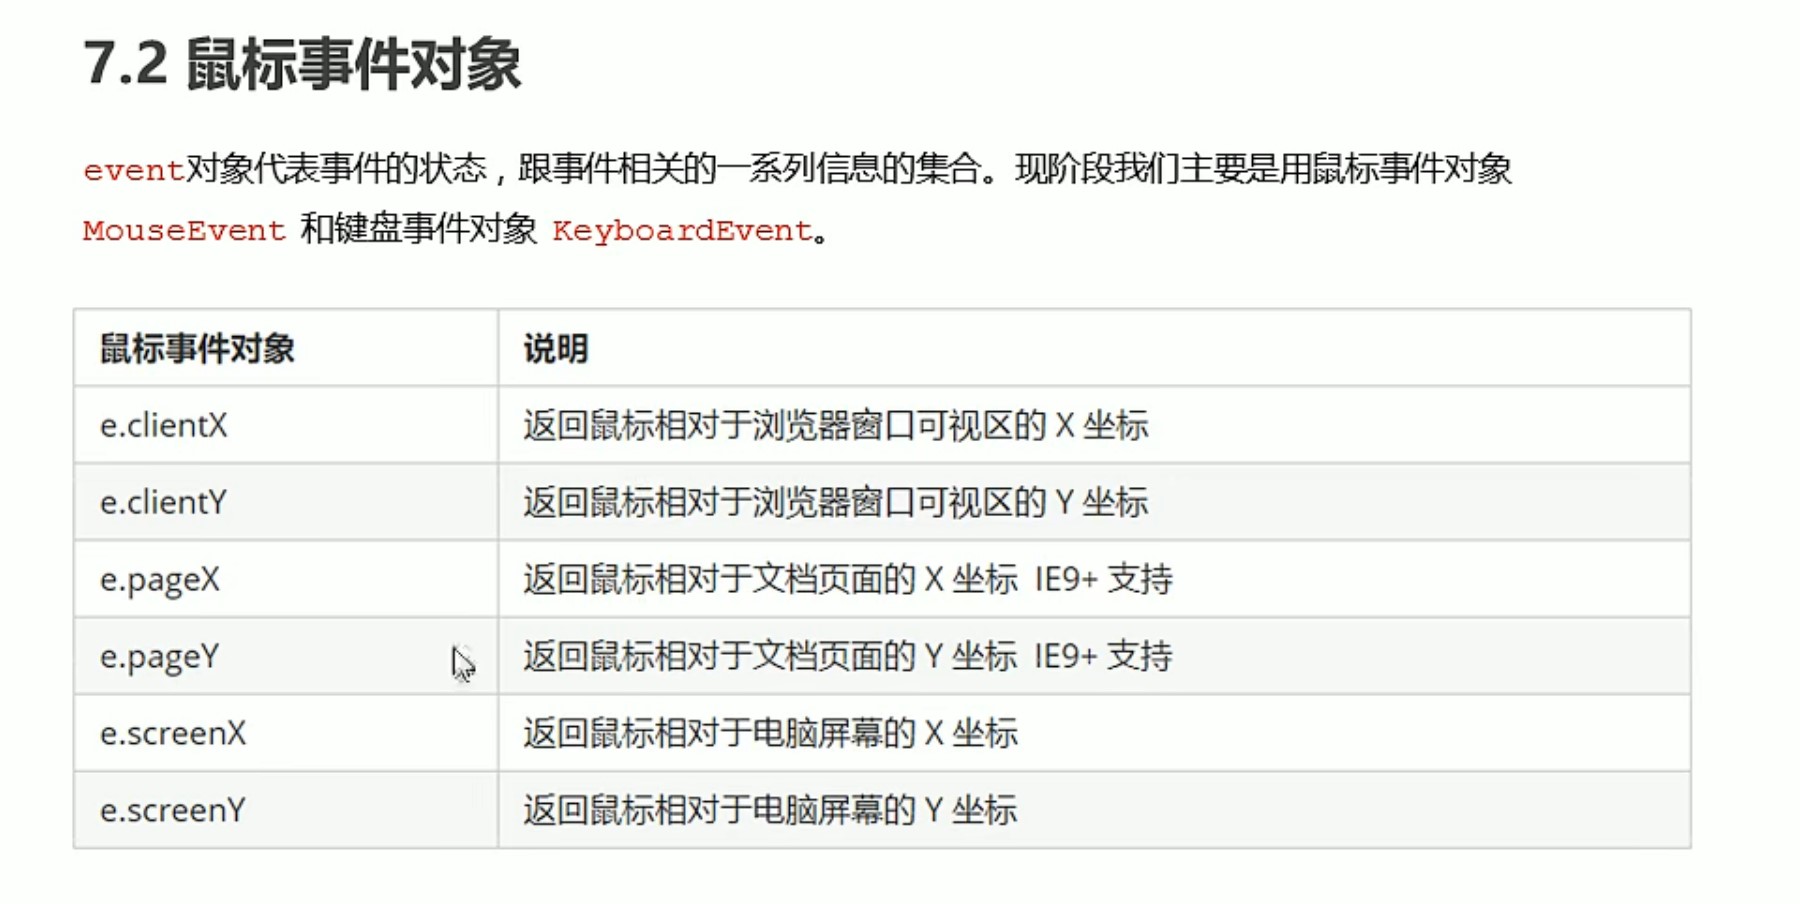 7.2 鼠标事件对象
event对象代表事件的状态，跟事件相关的一系列信息的集合。现阶段我们主要是用鼠标事件对象
MouseEvent 和键盘事件对象 KeyboardEvent。
鼠标事件对象 说明
e.clientX 返回鼠标相对于浏览器窗口可视区的 X 坐标
e.clientY 返回鼠标相对于浏览器窗口可视区的 Y 坐标
e.pageX 返回鼠标相对于文档页面的 X 坐标 IE9+ 支持
e.pageY 返回鼠标相对于文档页面的 Y 坐标 IE9+ 支持
e.screenX 返回鼠标相对于电脑屏幕的 X 坐标
e.screenY 返回鼠标相对于电脑屏幕的 Y 坐标